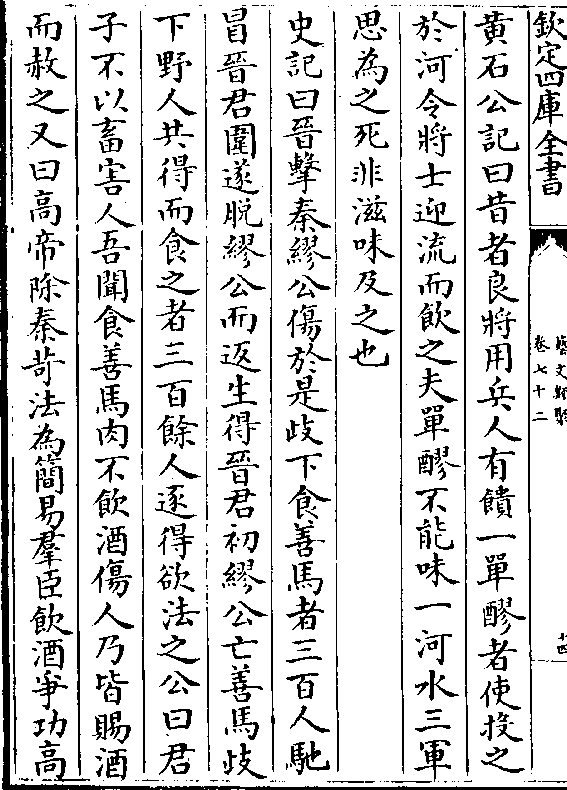 欽定四庫全書
藝文類聚
卷七十二
十四
黃石公記曰昔者良將用兵人有饋一單醪者使投之
於河令將士迎流而飲之夫單醪不能味一河水三軍
思為之死非滋味及之也
史記曰晉擊秦繆公傷於是歧下食善馬者三百人馳
冒晉君圍遂脫繆公而返生得晉君初繆公亡善馬歧
下野人共得而食之者三百餘人逐得欲法之公曰君
子不以畜害人吾聞食善馬肉不飲酒傷人乃皆賜酒
而赦之又曰高帝除秦苛法為簡易羣臣飲酒爭功高